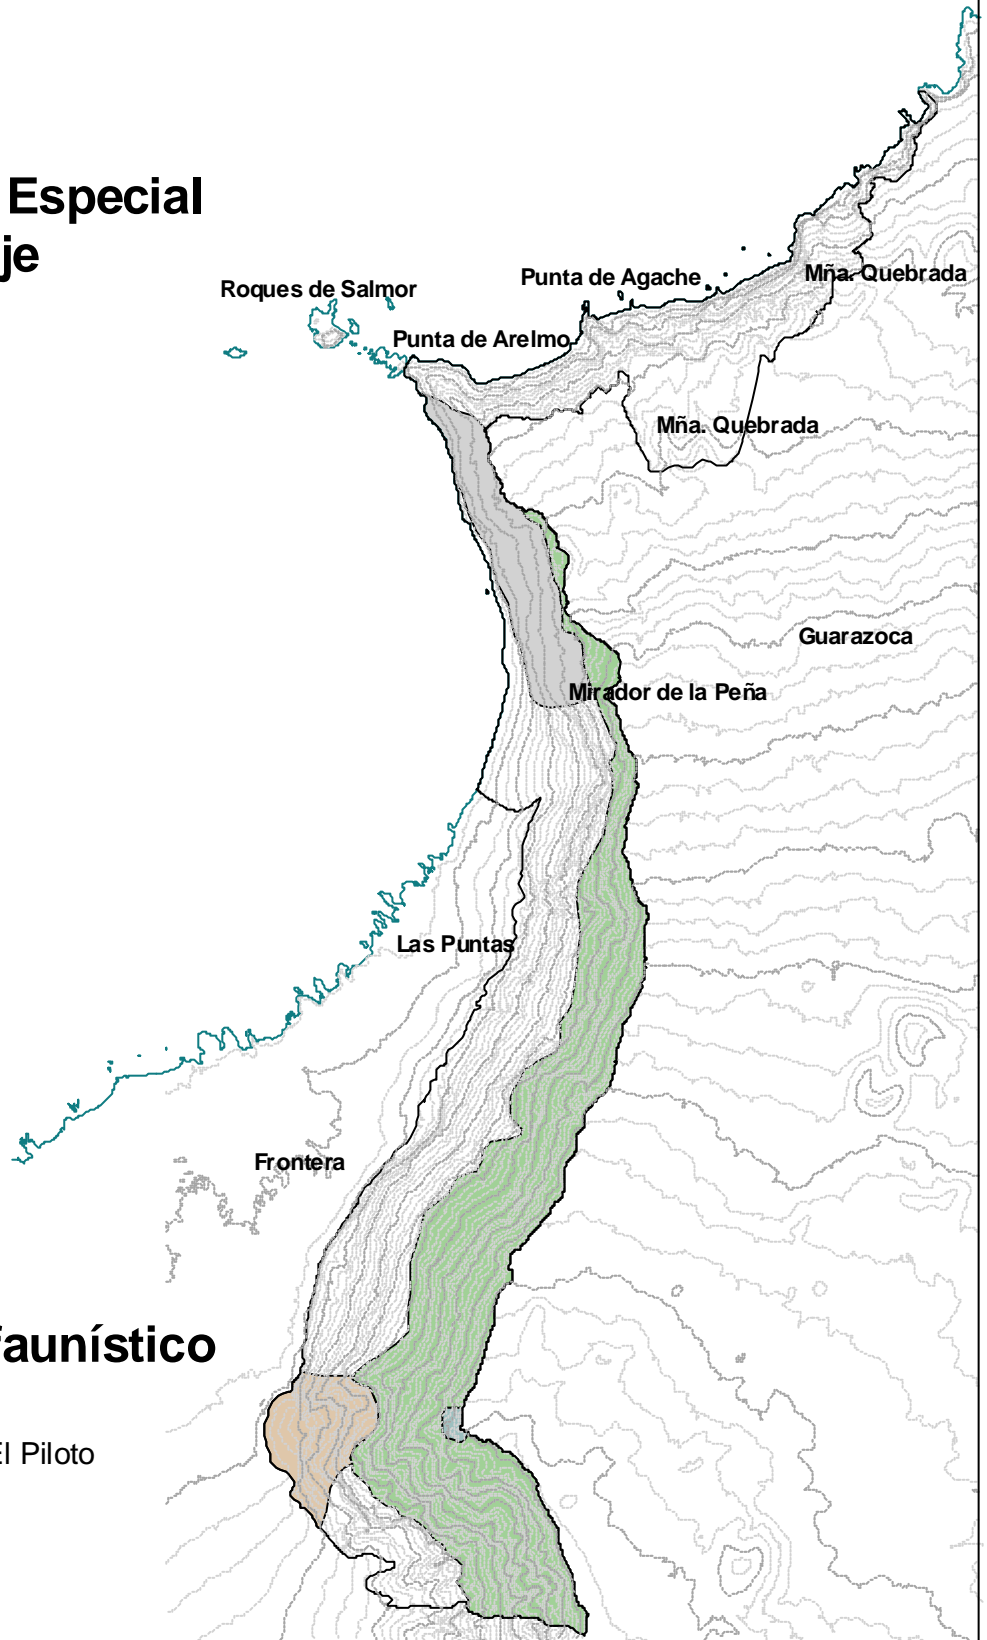 Especial
je
Roques de Salmor
Punta de Agache
Mña. Quebrada
Punta de Arelmo
Mña. Quebrada
Guarazoca
Mirador de la Peña
Las Puntas
Frontera
faunístico
El Piloto